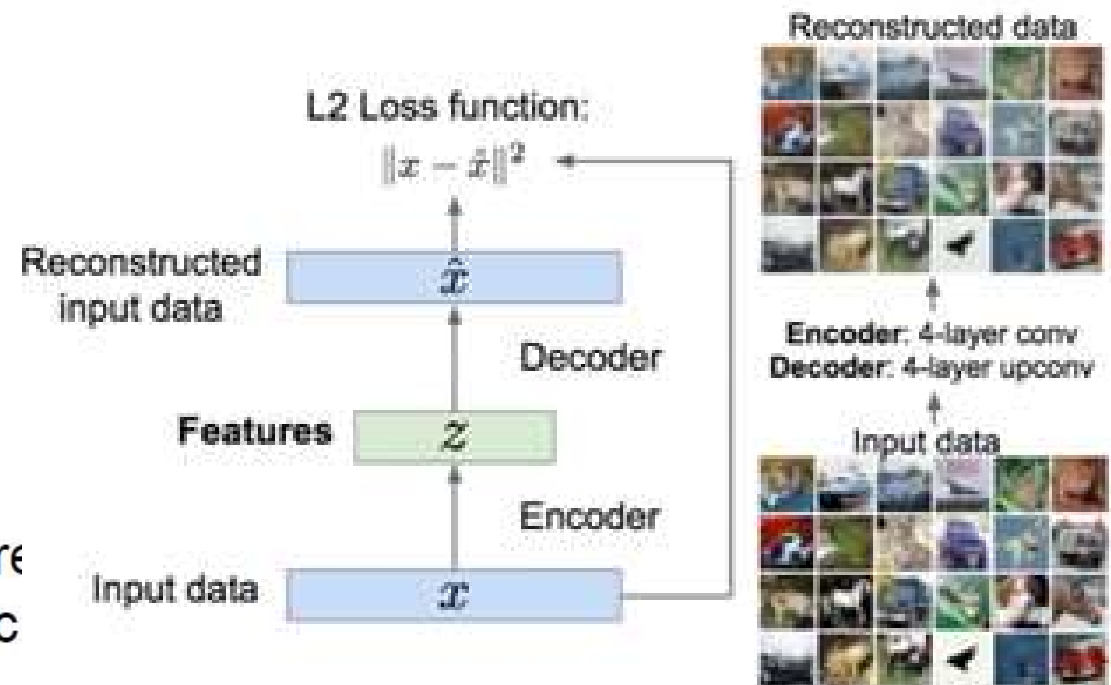 Reconstructed data
L2 Loss function:
‖x − x̂‖²
Reconstructed
input data
x̂
Decoder
Features
z
Encoder
Input data
x
Encoder: 4-layer conv
Decoder: 4-layer upconv
Input data
re
c